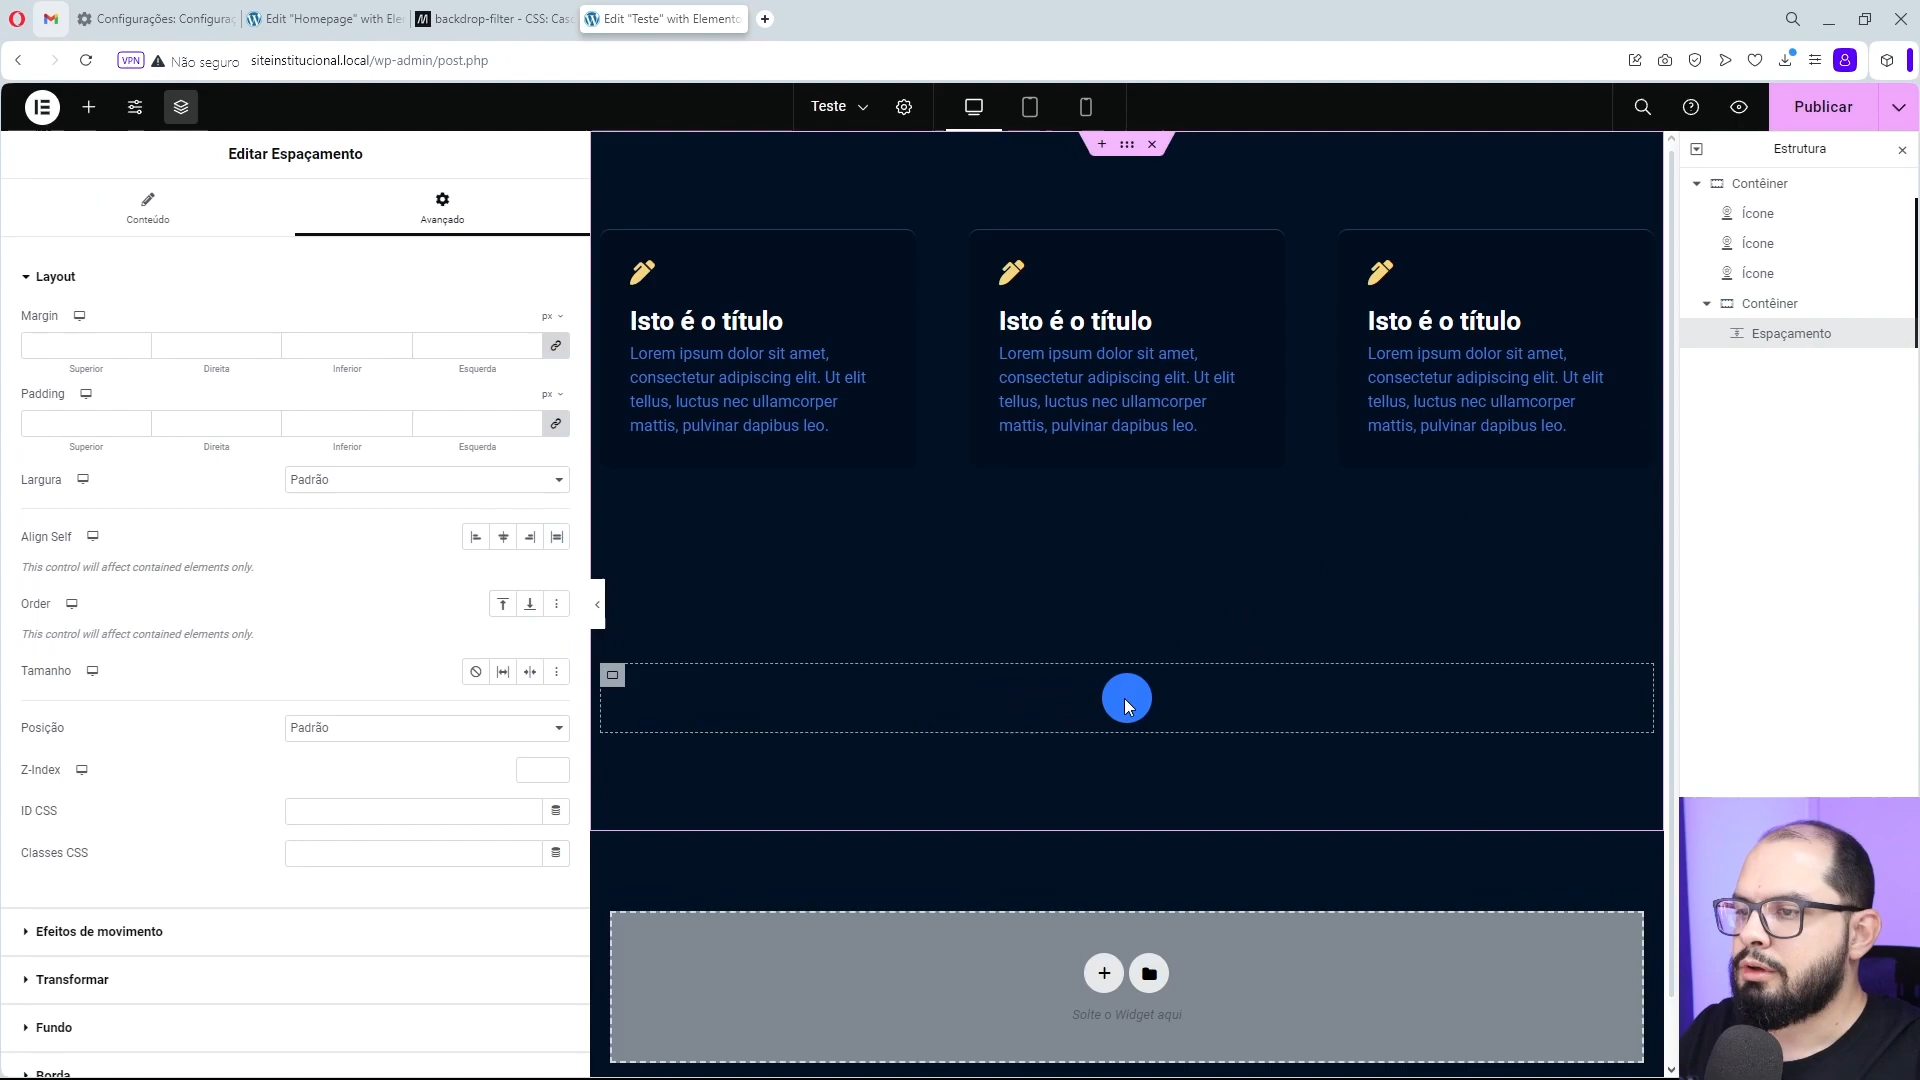 Configurações: Configuraç
Edit "Homepage" with Ele
backdrop-filter - CSS: Casc
Edit "Teste" with Elemento
VPN
Não seguro
siteinstitucional.local/wp-admin/post.php
Teste
Publicar
Editar Espaçamento
Conteúdo
Avançado
Layout
Margin
px
Superior
Direita
Inferior
Esquerda
Padding
px
Superior
Direita
Inferior
Esquerda
Largura
Padrão
Align Self
This control will affect contained elements only.
Order
This control will affect contained elements only.
Tamanho
Posição
Padrão
Z-Index
ID CSS
Classes CSS
Efeitos de movimento
Transformar
Fundo
Borda
Isto é o título
Lorem ipsum dolor sit amet,
consectetur adipiscing elit. Ut elit
tellus, luctus nec ullamcorper
mattis, pulvinar dapibus leo.
Isto é o título
Lorem ipsum dolor sit amet,
consectetur adipiscing elit. Ut elit
tellus, luctus nec ullamcorper
mattis, pulvinar dapibus leo.
Isto é o título
Lorem ipsum dolor sit amet,
consectetur adipiscing elit. Ut elit
tellus, luctus nec ullamcorper
mattis, pulvinar dapibus leo.
Solte o Widget aqui
Estrutura
Contêiner
Ícone
Ícone
Ícone
Contêiner
Espaçamento